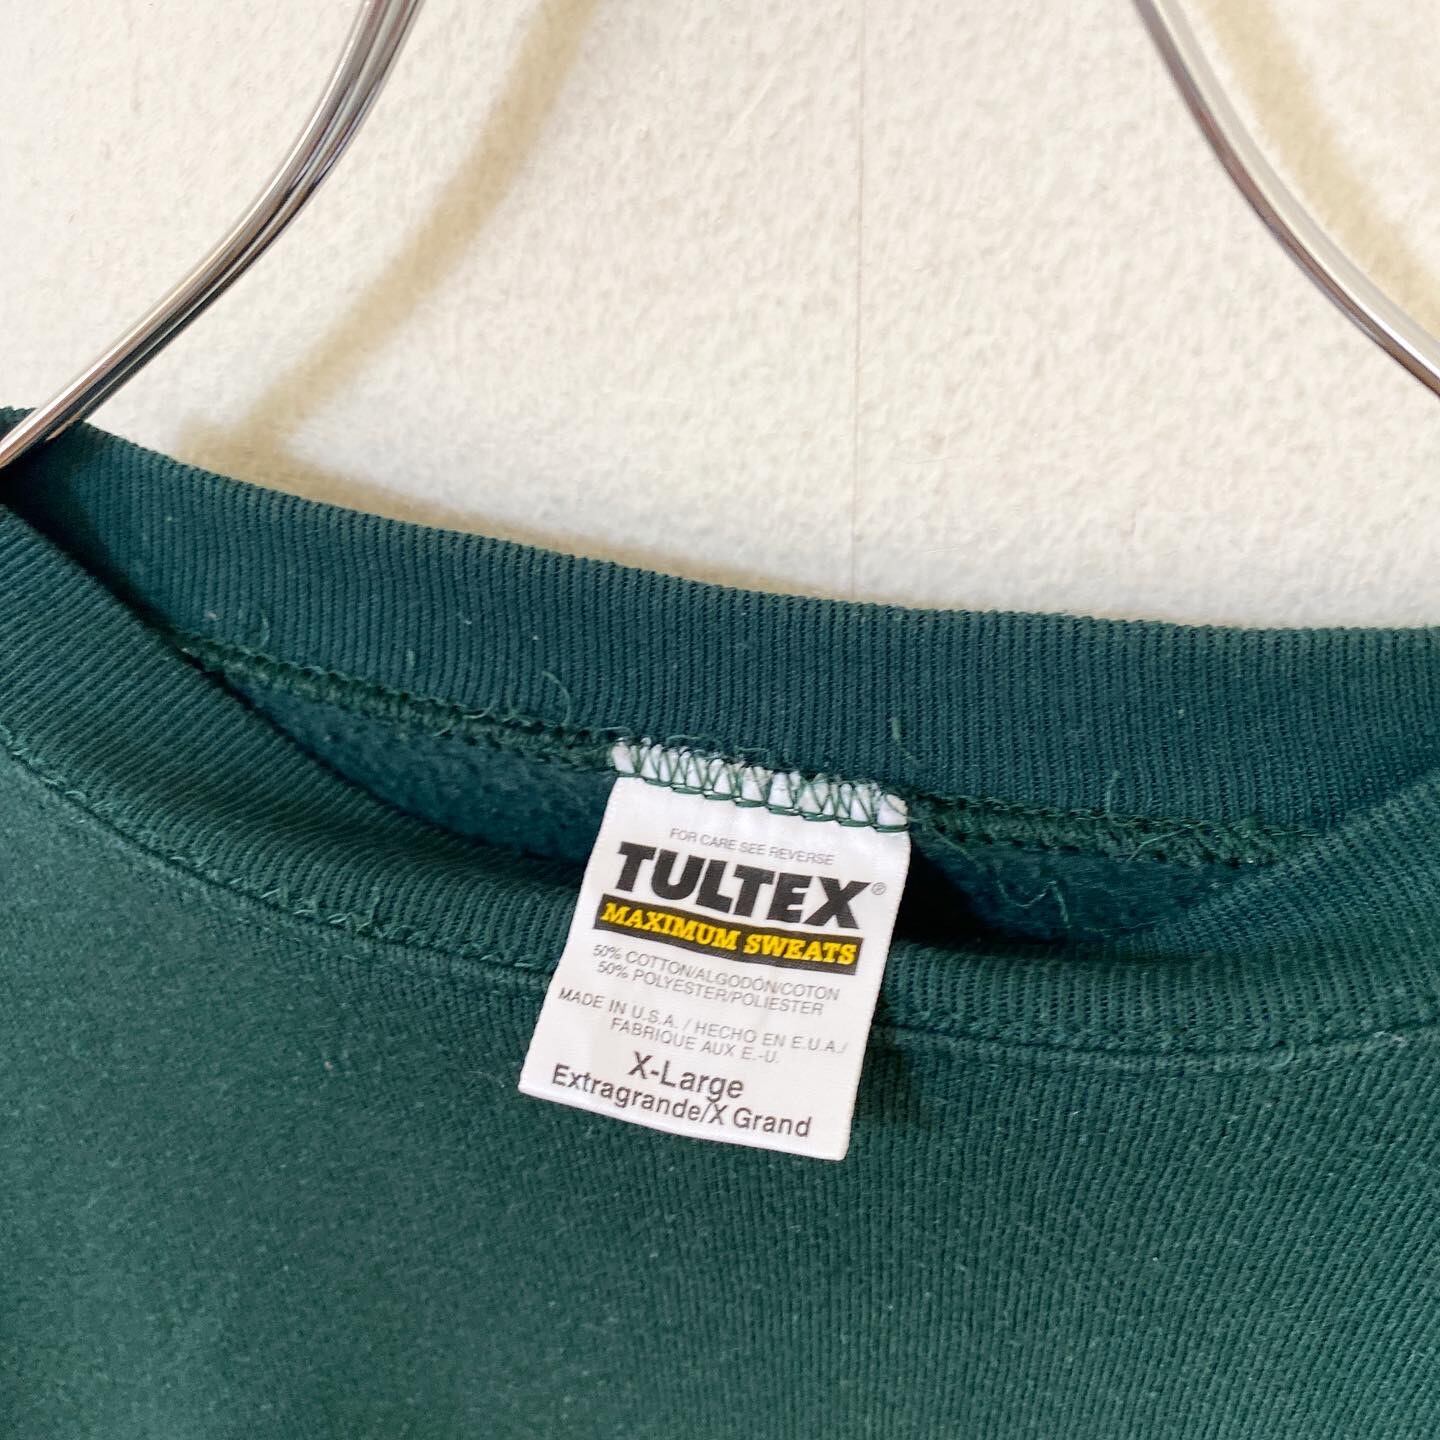 FOR CARE SEE REVERSE
TULTEX®
MAXIMUM SWEATS
50% COTTON/ALGODÓN/COTON
50% POLYESTER/POLIESTER
MADE IN U.S.A. / HECHO EN E.U.A./
FABRIQUE AUX E.-U.
X-Large
Extragrande/X Grand